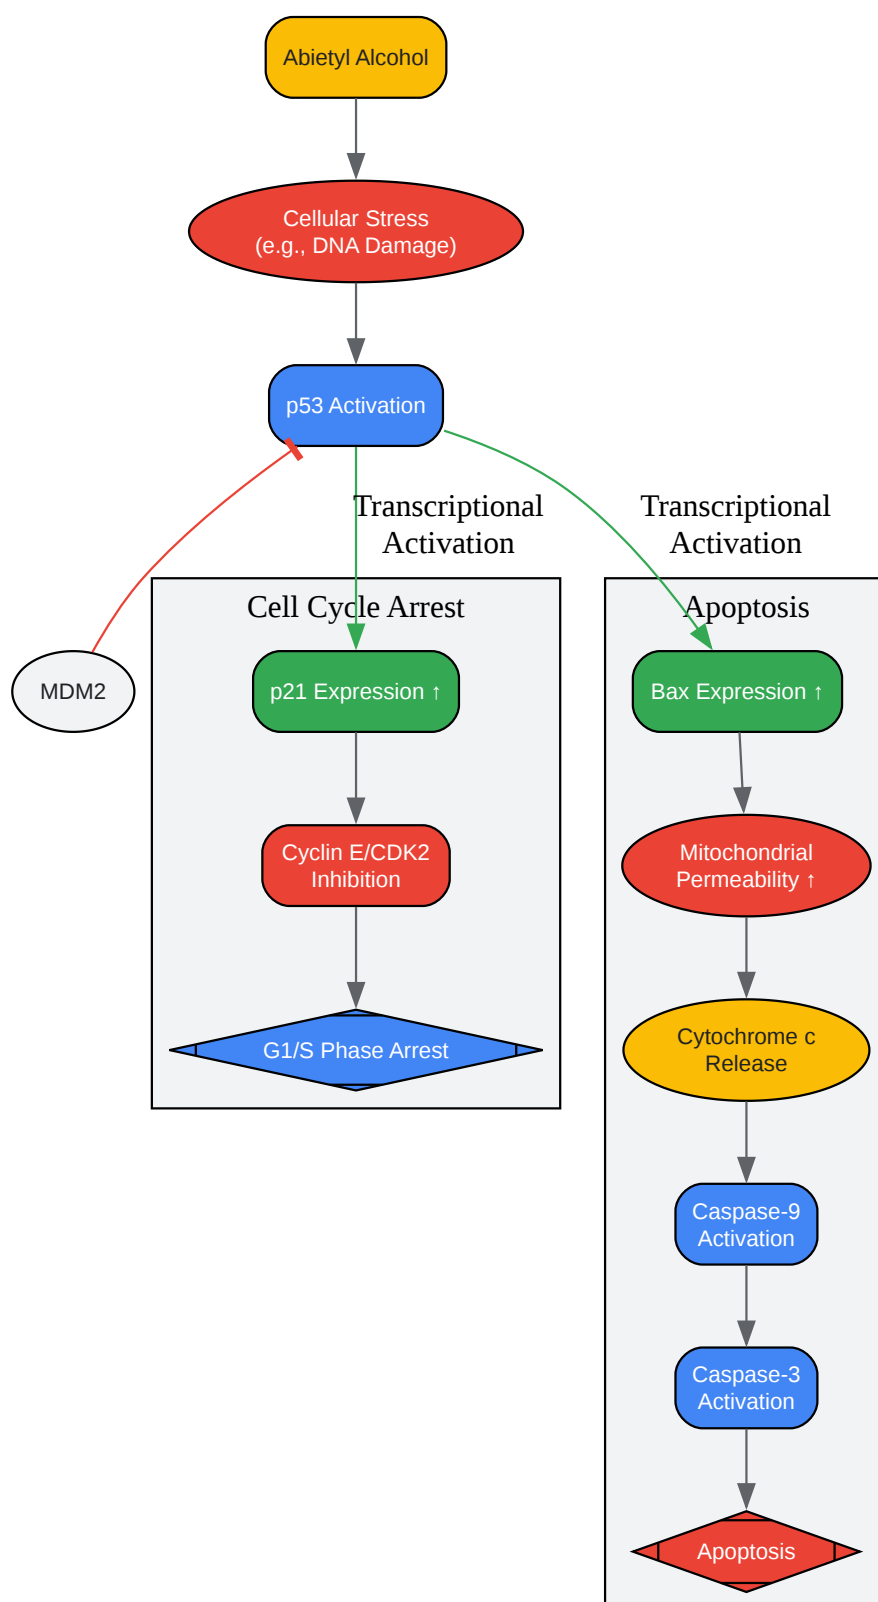 Abietyl Alcohol
Cellular Stress
(e.g., DNA Damage)
p53 Activation
Transcriptional
Activation
Transcriptional
Activation
Cell Cycle Arrest
Apoptosis
MDM2
p21 Expression ↑
Bax Expression ↑
Cyclin E/CDK2
Inhibition
Mitochondrial
Permeability ↑
G1/S Phase Arrest
Cytochrome c
Release
Caspase-9
Activation
Caspase-3
Activation
Apoptosis